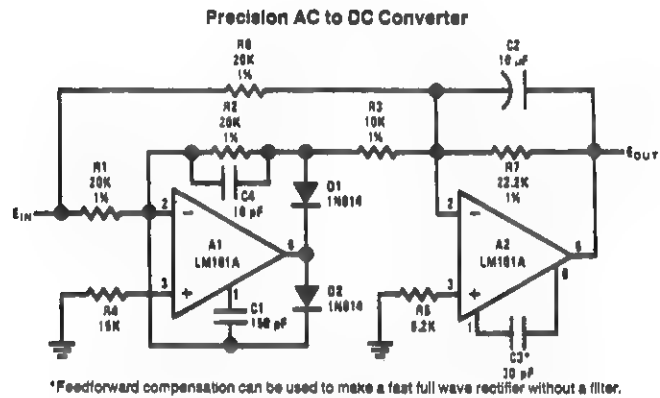 Precision AC to DC Converter
R6
20K
1%
C2
10 µF
R2
20K
1%
R3
10K
1%
EOUT
R1
20K
1%
C4
10 pF
D1
1N914
R7
22.2K
1%
EIN
2
−
A1
LM101A
6
2
−
A2
LM101A
6
8
3
+
1
D2
1N914
3
+
1
R4
15K
C1
150 pF
R5
6.2K
C3*
30 pF
*Feedforward compensation can be used to make a fast full wave rectifier without a filter.